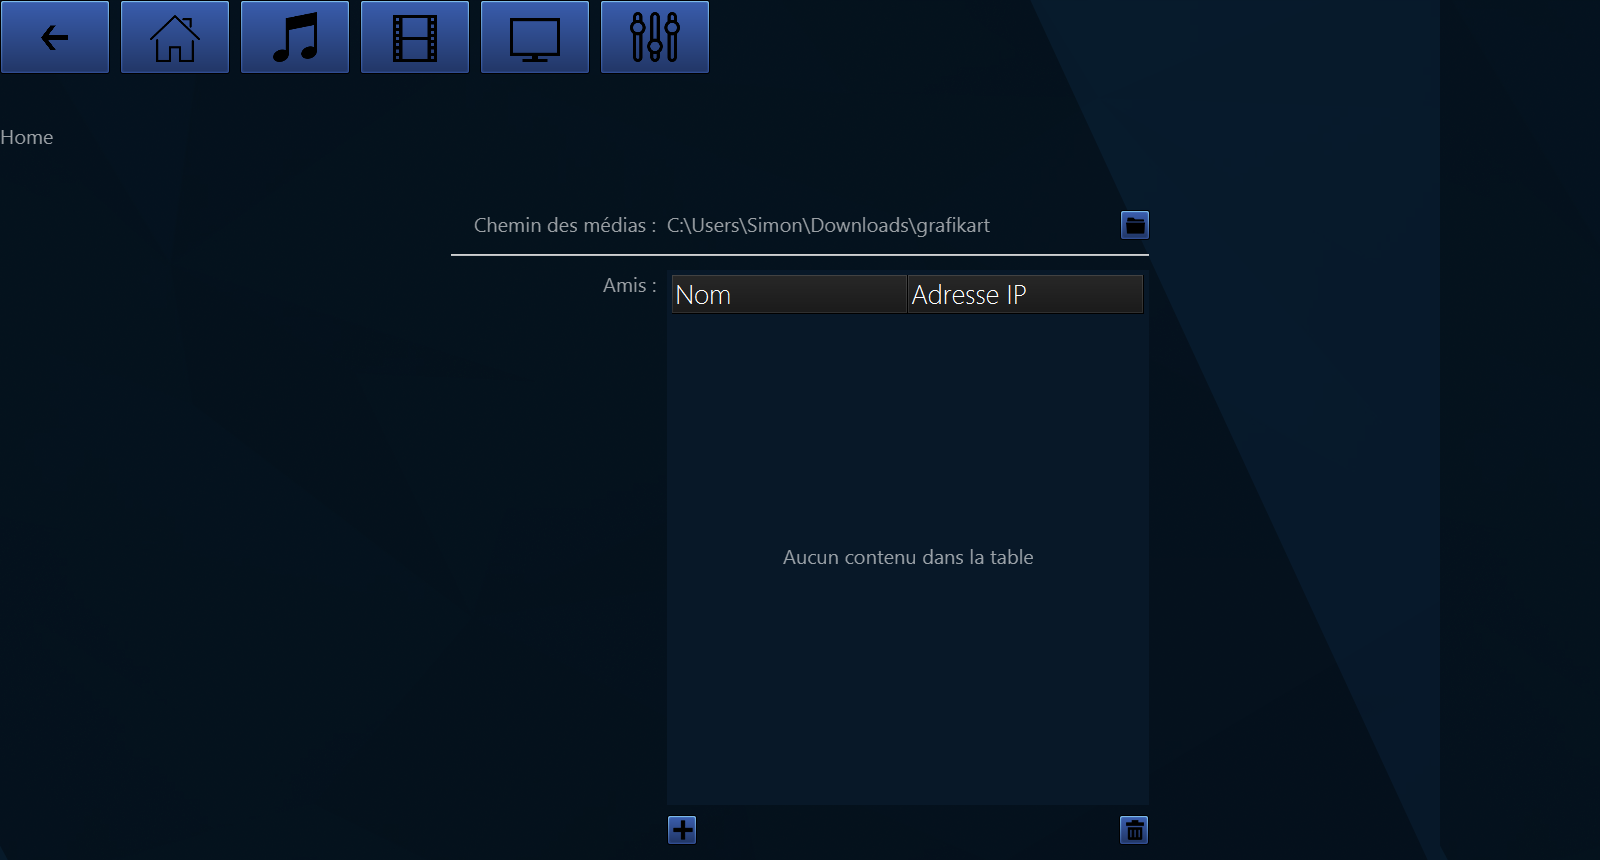 Home
Chemin des médias : C:\Users\Simon\Downloads\grafikart
Amis :
Nom Adresse IP
Aucun contenu dans la table